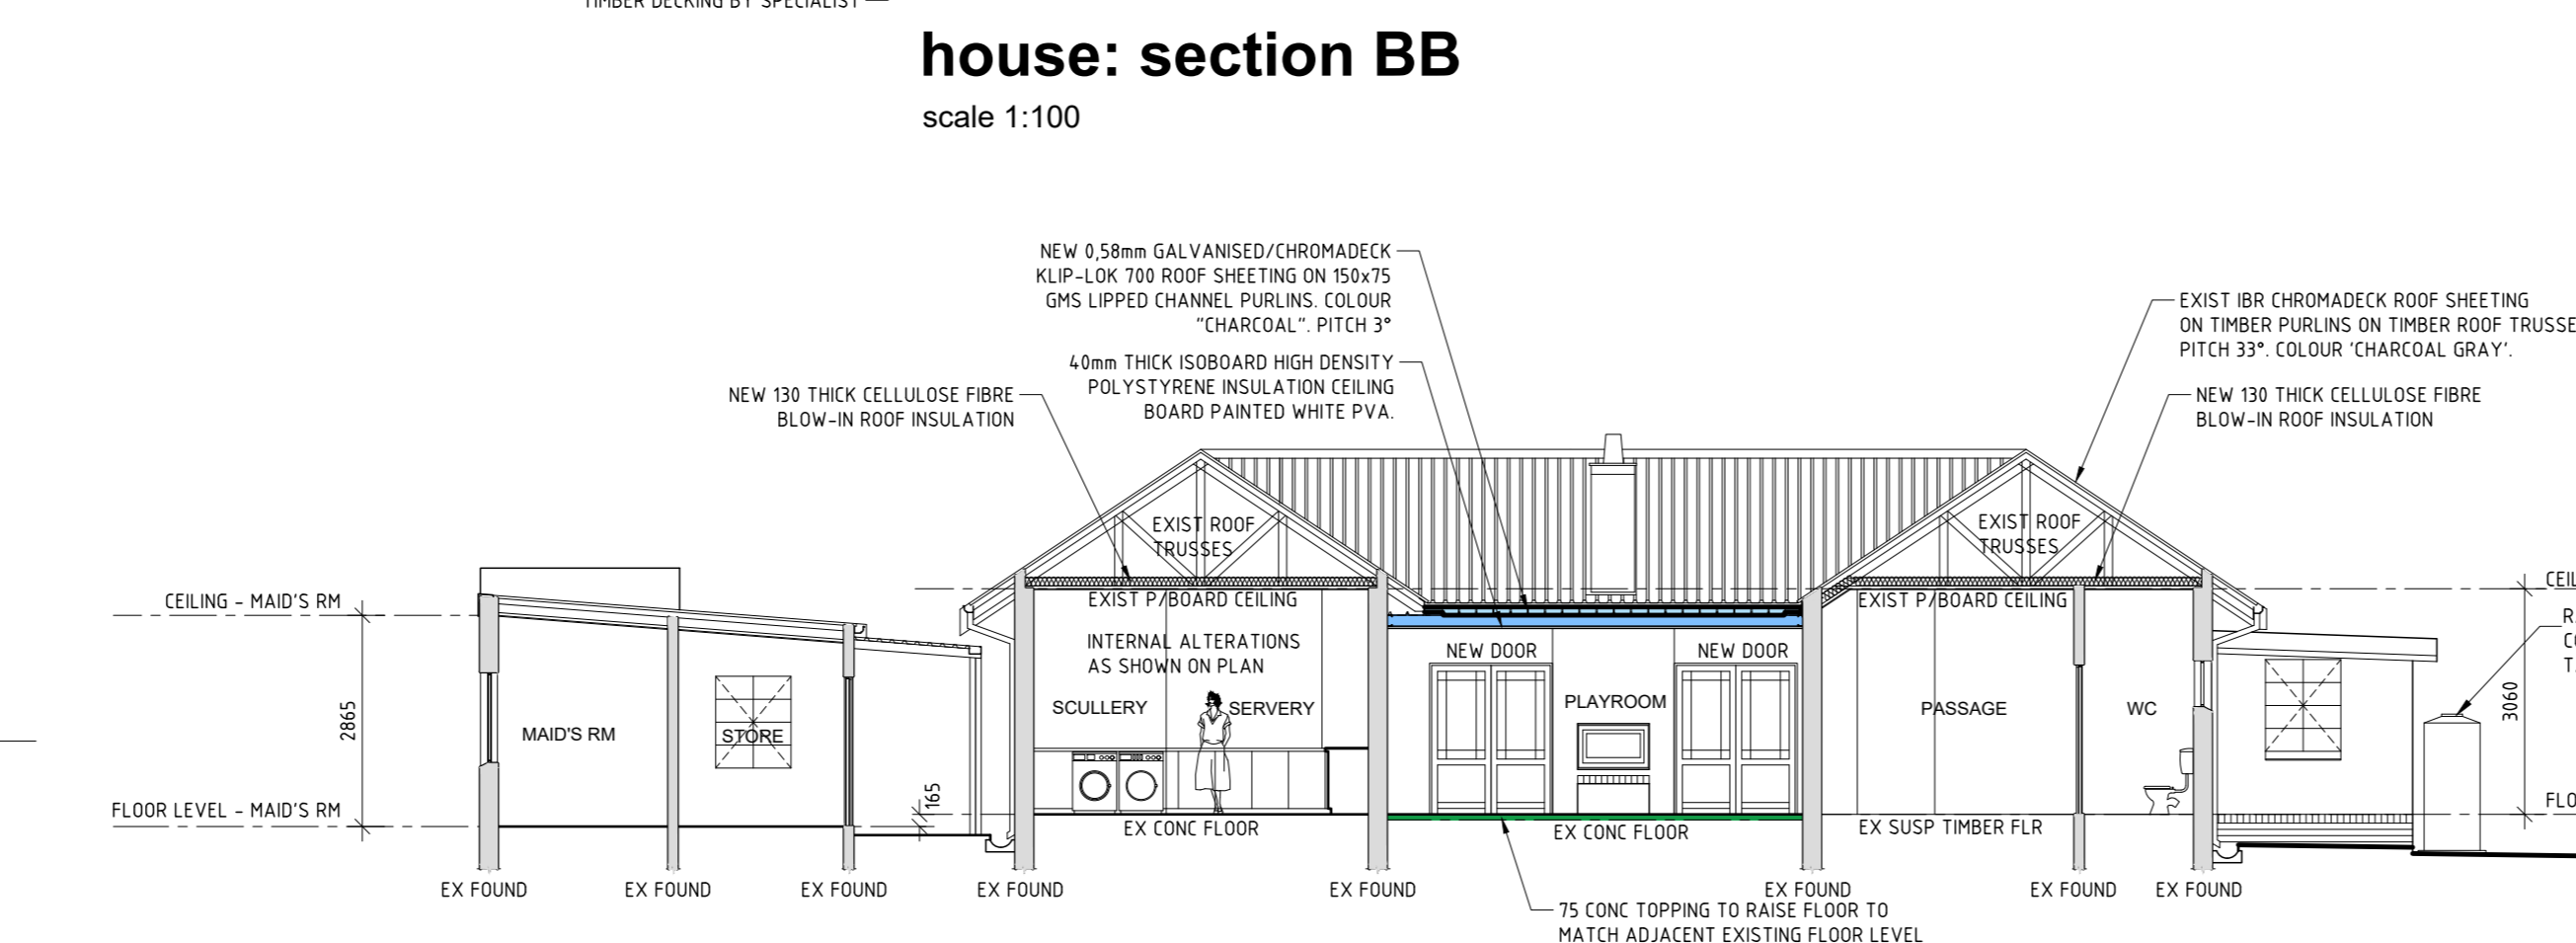 TIMBER DECKING BY SPECIALIST
house: section BB
scale 1:100
NEW 0,58mm GALVANISED/CHROMADECK
KLIP-LOK 700 ROOF SHEETING ON 150x75
GMS LIPPED CHANNEL PURLINS. COLOUR
"CHARCOAL". PITCH 3°
40mm THICK ISOBOARD HIGH DENSITY
POLYSTYRENE INSULATION CEILING
BOARD PAINTED WHITE PVA.
NEW 130 THICK CELLULOSE FIBRE
BLOW-IN ROOF INSULATION
EXIST IBR CHROMADECK ROOF SHEETING
ON TIMBER PURLINS ON TIMBER ROOF TRUSSE
PITCH 33°. COLOUR 'CHARCOAL GRAY'.
NEW 130 THICK CELLULOSE FIBRE
BLOW-IN ROOF INSULATION
EXIST ROOF
TRUSSES
EXIST ROOF
TRUSSES
CEILING - MAID'S RM
EXIST P/BOARD CEILING
EXIST P/BOARD CEILING
CEIL
INTERNAL ALTERATIONS
AS SHOWN ON PLAN
NEW DOOR
NEW DOOR
2865
MAID'S RM
STORE
SCULLERY
SERVERY
PLAYROOM
PASSAGE
WC
3060
FLOOR LEVEL - MAID'S RM
165
EX CONC FLOOR
EX CONC FLOOR
EX SUSP TIMBER FLR
FLO
EX FOUND
EX FOUND
EX FOUND
EX FOUND
EX FOUND
EX FOUND
EX FOUND
EX FOUND
75 CONC TOPPING TO RAISE FLOOR TO
MATCH ADJACENT EXISTING FLOOR LEVEL